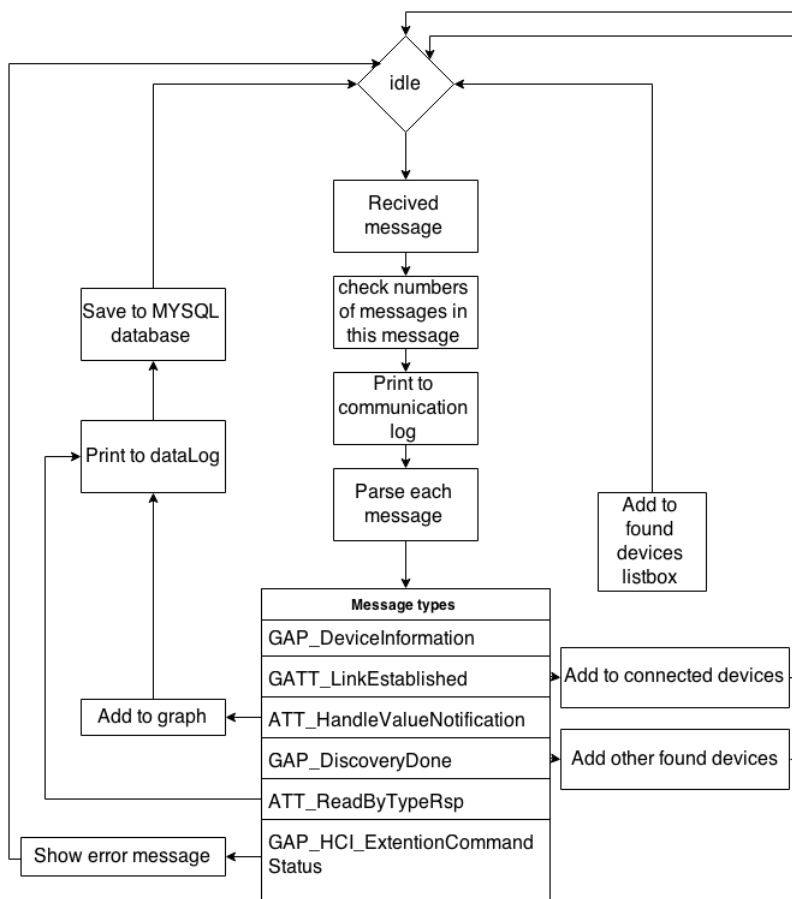 idle
Recived
message
check numbers
of messages in
this message
Save to MYSQL
database
Print to
communication
log
Print to dataLog
Parse each
message
Add to
found
devices
listbox
Message types
GAP_DeviceInformation
GATT_LinkEstablished
Add to connected devices
Add to graph
ATT_HandleValueNotification
GAP_DiscoveryDone
Add other found devices
ATT_ReadByTypeRsp
Show error message
GAP_HCI_ExtentionCommand
Status